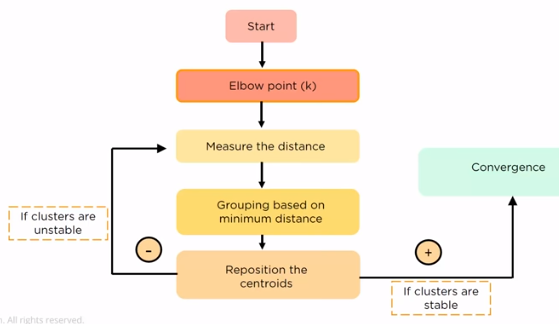 Start
Elbow point (k)
Measure the distance
Grouping based on
minimum distance
Reposition the
centroids
If clusters are
unstable
-
+
If clusters are
stable
Convergence
. All rights reserved.